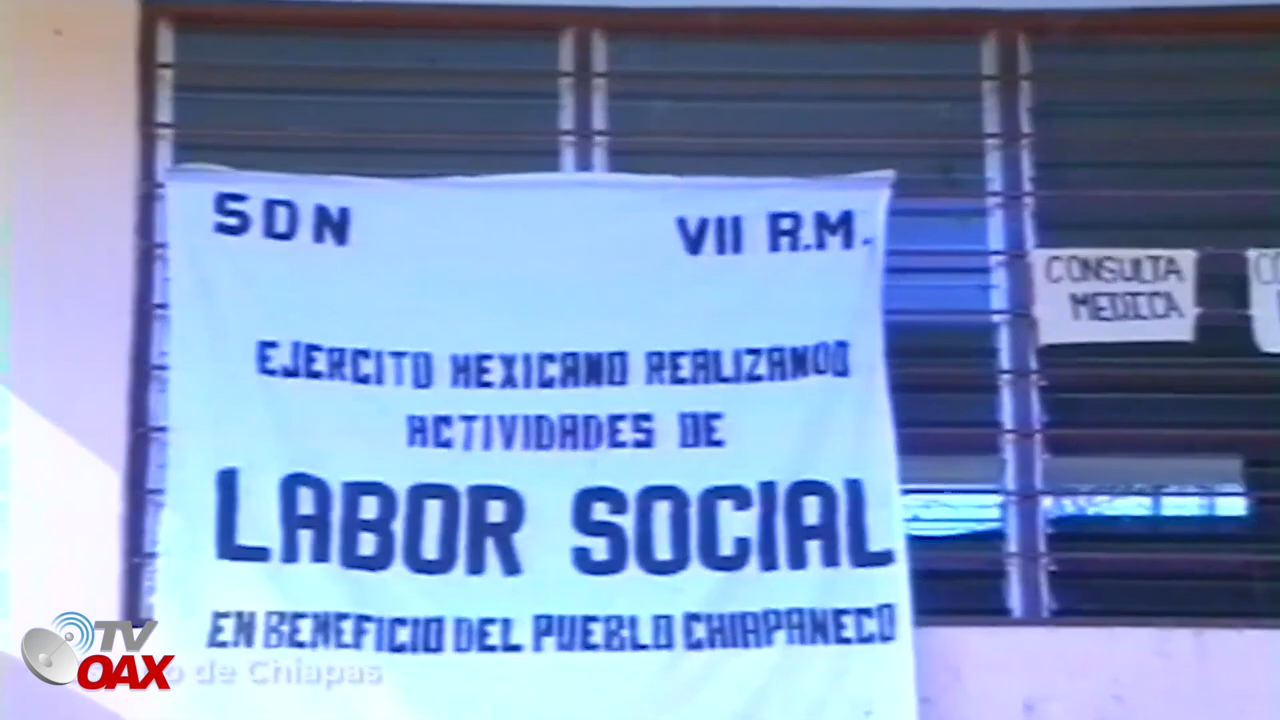 SDN
VII R.M.
EJERCITO MEXICANO REALIZANDO
ACTIVIDADES DE
LABOR SOCIAL
EN BENEFICIO DEL PUEBLO CHIAPANECO
CONSULTA
MEDICA
TV
OAX
de Chiapas